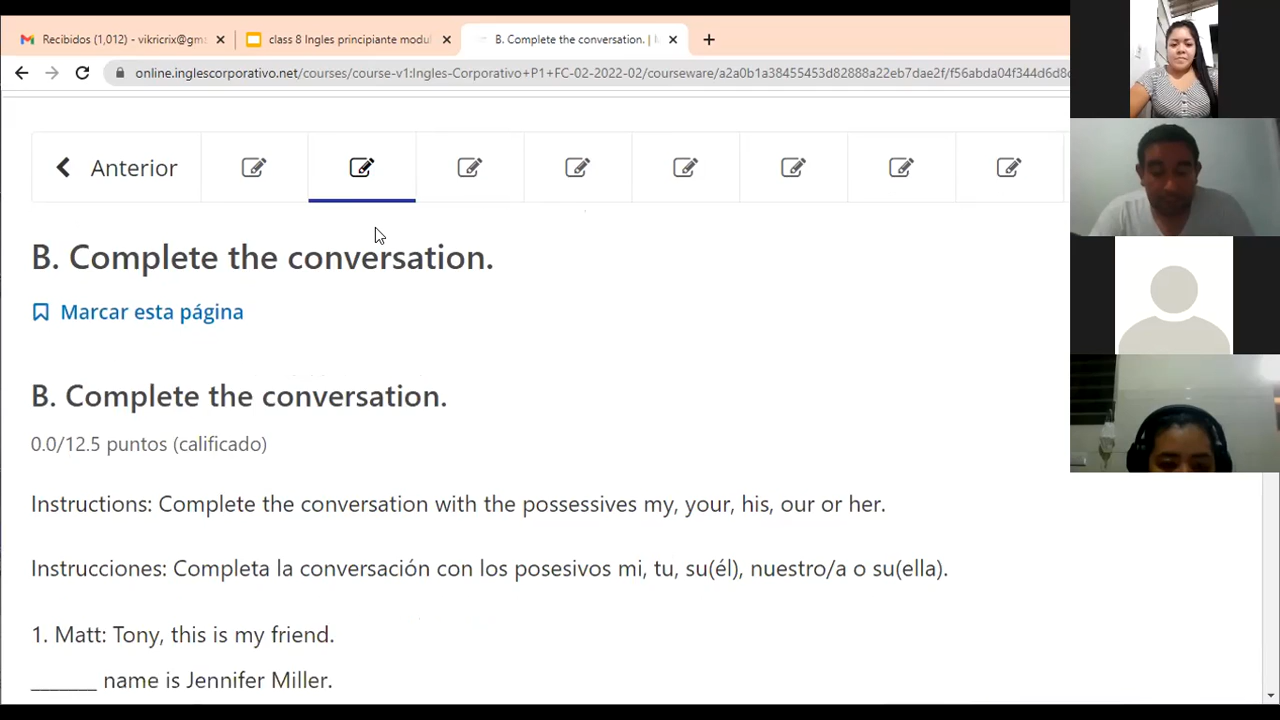 Recibidos (1,012) - vikricrix@gm
class 8 Ingles principiante modul
B. Complete the conversation. |
online.inglescorporativo.net/courses/course-v1:Ingles-Corporativo+P1+FC-02-2022-02/courseware/a2a0b1a38455453d82888a22eb7dae2f/f56abda04f344d6d8
Anterior
B. Complete the conversation.
Marcar esta página
B. Complete the conversation.
0.0/12.5 puntos (calificado)
Instructions: Complete the conversation with the possessives my, your, his, our or her.
Instrucciones: Completa la conversación con los posesivos mi, tu, su(él), nuestro/a o su(ella).
1. Matt: Tony, this is my friend.
_______ name is Jennifer Miller.